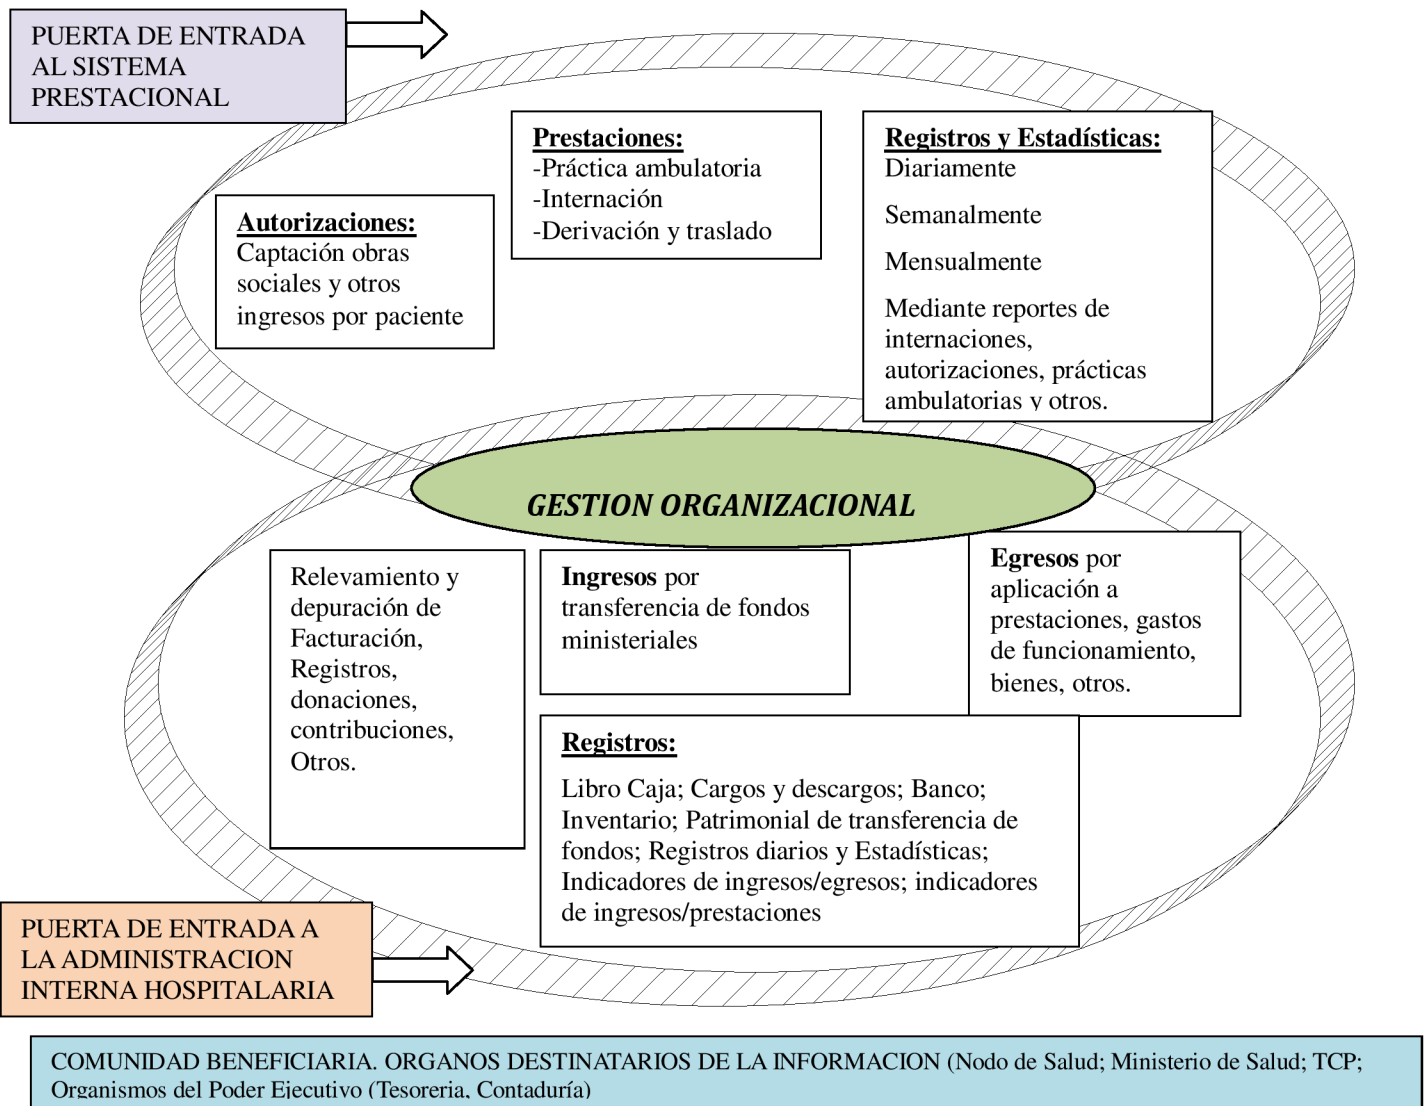 PUERTA DE ENTRADA
AL SISTEMA
PRESTACIONAL
Autorizaciones:
Captación obras
sociales y otros
ingresos por paciente
Prestaciones:
-Práctica ambulatoria
-Internación
-Derivación y traslado
Registros y Estadísticas:
Diariamente
Semanalmente
Mensualmente
Mediante reportes de
internaciones,
autorizaciones, prácticas
ambulatorias y otros.
GESTION ORGANIZACIONAL
Relevamiento y
depuración de
Facturación,
Registros,
donaciones,
contribuciones,
Otros.
Ingresos por
transferencia de fondos
ministeriales
Egresos por
aplicación a
prestaciones, gastos
de funcionamiento,
bienes, otros.
Registros:
Libro Caja; Cargos y descargos; Banco;
Inventario; Patrimonial de transferencia de
fondos; Registros diarios y Estadísticas;
Indicadores de ingresos/egresos; indicadores
de ingresos/prestaciones
PUERTA DE ENTRADA A
LA ADMINISTRACION
INTERNA HOSPITALARIA
COMUNIDAD BENEFICIARIA. ORGANOS DESTINATARIOS DE LA INFORMACION (Nodo de Salud; Ministerio de Salud; TCP;
Organismos del Poder Ejecutivo (Tesoreria, Contaduría)